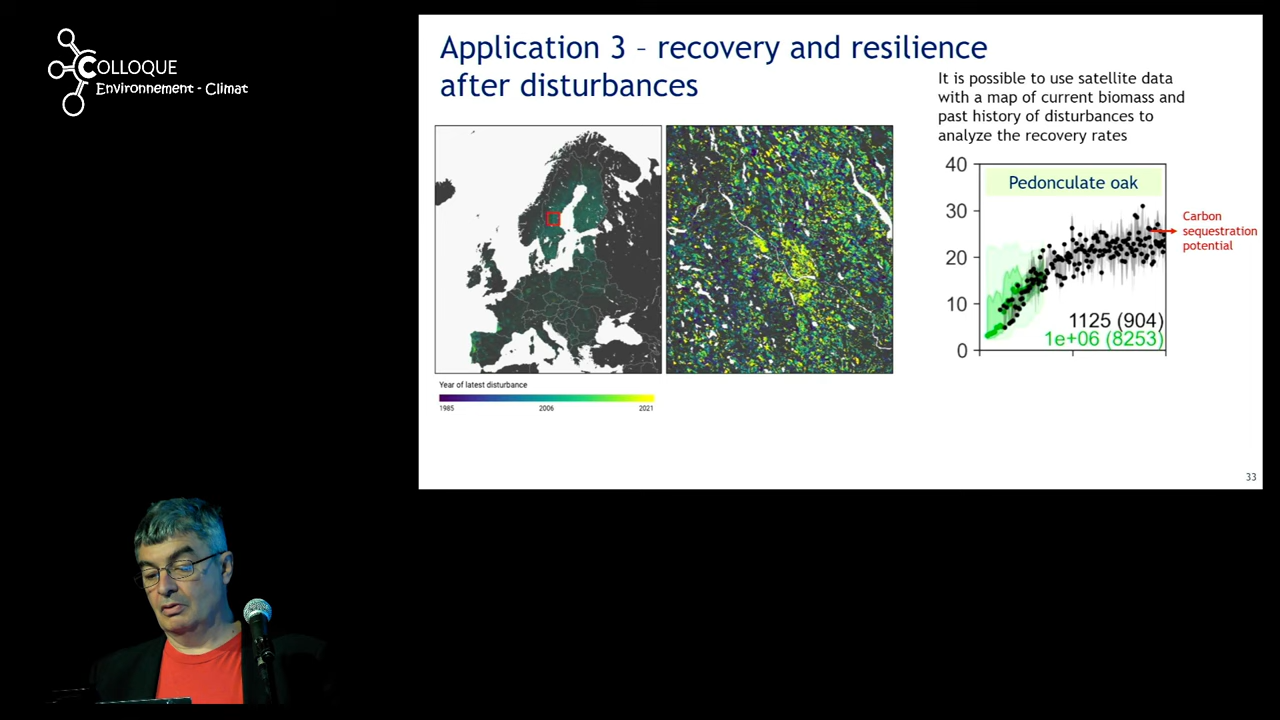 COLLOQUE
Environnement - Climat
Application 3 – recovery and resilience
after disturbances
It is possible to use satellite data
with a map of current biomass and
past history of disturbances to
analyze the recovery rates
Year of latest disturbance
1985 2006 2021
40
30
20
10
0
Pedonculate oak
1125 (904)
1e+06 (8253)
Carbon
sequestration
potential
33